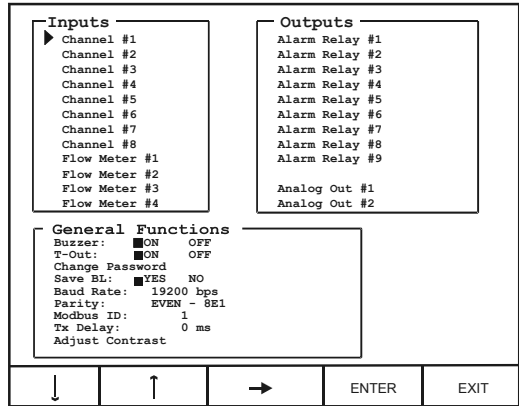 Inputs
Channel #1
Channel #2
Channel #3
Channel #4
Channel #5
Channel #6
Channel #7
Channel #8
Flow Meter #1
Flow Meter #2
Flow Meter #3
Flow Meter #4
Outputs
Alarm Relay #1
Alarm Relay #2
Alarm Relay #3
Alarm Relay #4
Alarm Relay #5
Alarm Relay #6
Alarm Relay #7
Alarm Relay #8
Alarm Relay #9
Analog Out #1
Analog Out #2
General Functions
Buzzer: ON OFF
T-Out: ON OFF
Change Password
Save BL: YES NO
Baud Rate: 19200 bps
Parity: EVEN - 8E1
Modbus ID: 1
Tx Delay: 0 ms
Adjust Contrast
↓ ↑ → ENTER EXIT